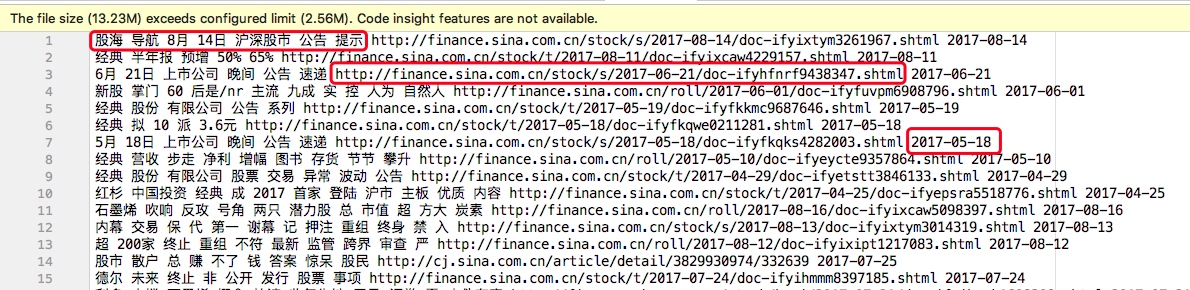 The file size (13.23M) exceeds configured limit (2.56M). Code insight features are not available.
1 股海 导航 8月 14日 沪深股市 公告 提示 http://finance.sina.com.cn/stock/s/2017-08-14/doc-ifyixtym3261967.shtml 2017-08-14
2 经典 半年报 预增 50% 65% http://finance.sina.com.cn/stock/t/2017-08-11/doc-ifyixcaw4229157.shtml 2017-08-11
3 6月 21日 上市公司 晚间 公告 速递 http://finance.sina.com.cn/stock/s/2017-06-21/doc-ifyhfnrf9438347.shtml 2017-06-21
4 新股 掌门 60 后是/nr 主流 九成 实 控 人为 自然人 http://finance.sina.com.cn/roll/2017-06-01/doc-ifyfuvpm6908796.shtml 2017-06-01
5 经典 股份 有限公司 公告 系列 http://finance.sina.com.cn/stock/t/2017-05-19/doc-ifyfkkmc9687646.shtml 2017-05-19
6 经典 拟 10 派 3.6元 http://finance.sina.com.cn/stock/t/2017-05-18/doc-ifyfkqwe0211281.shtml 2017-05-18
7 5月 18日 上市公司 晚间 公告 速递 http://finance.sina.com.cn/stock/s/2017-05-18/doc-ifyfkqks4282003.shtml 2017-05-18
8 经典 营收 步走 净利 增幅 图书 存货 节节 攀升 http://finance.sina.com.cn/roll/2017-05-10/doc-ifyeycte9357864.shtml 2017-05-10
9 经典 股份 有限公司 股票 交易 异常 波动 公告 http://finance.sina.com.cn/stock/t/2017-04-29/doc-ifyetstt3846133.shtml 2017-04-29
10 红杉 中国投资 经典 成 2017 首家 登陆 沪市 主板 优质 内容 http://finance.sina.com.cn/stock/t/2017-04-25/doc-ifyepsra5518776.shtml 2017-04-25
11 石墨烯 吹响 反攻 号角 两只 潜力股 总 市值 超 方大 炭素 http://finance.sina.com.cn/roll/2017-08-16/doc-ifyixcaw5098397.shtml 2017-08-16
12 内幕 交易 保 代 第一 谢幕 记 押注 重组 终身 禁 入 http://finance.sina.com.cn/stock/s/2017-08-13/doc-ifyixtym3014319.shtml 2017-08-13
13 超 200家 终止 重组 不符 最新 监管 跨界 审查 严 http://finance.sina.com.cn/roll/2017-08-12/doc-ifyixipt1217083.shtml 2017-08-12
14 股市 散户 总 赚 不了 钱 答案 惊呆 股民 http://cj.sina.com.cn/article/detail/3829930974/332639 2017-07-25
15 德尔 未来 终止 非 公开 发行 股票 事项 http://finance.sina.com.cn/stock/t/2017-07-24/doc-ifyihmmm8397185.shtml 2017-07-24